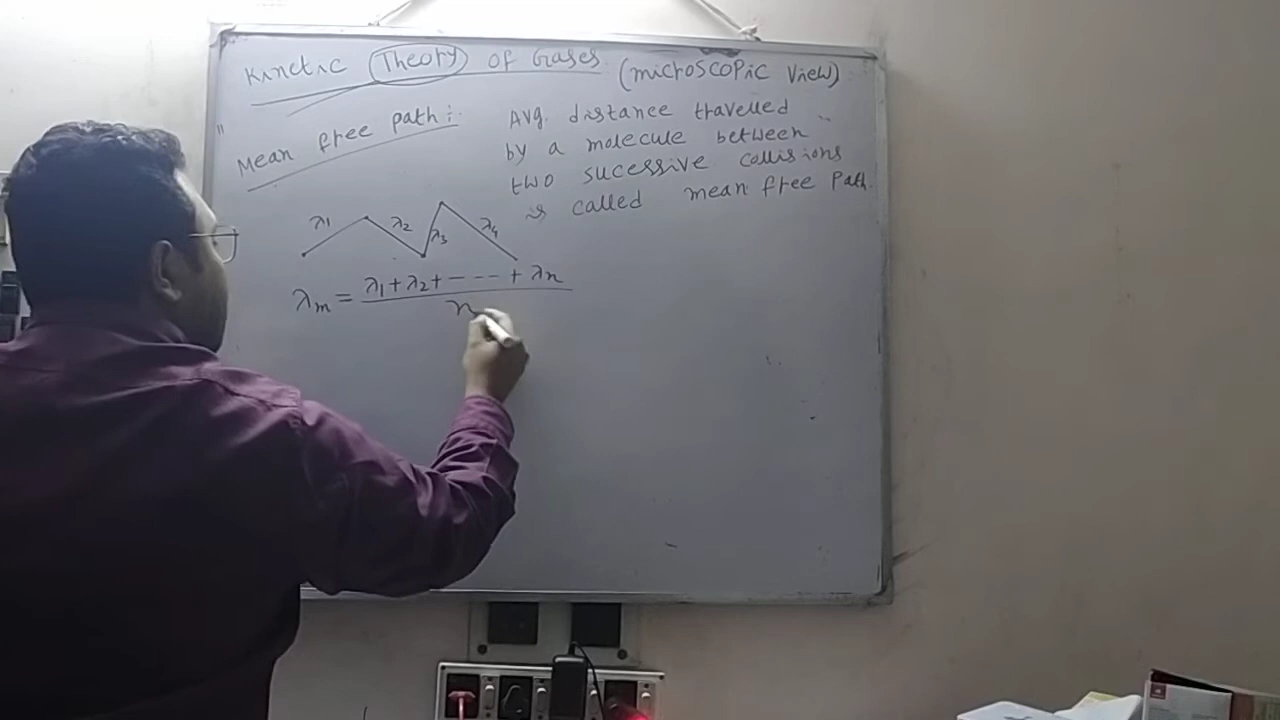 Kinetic Theory of Gases (microscopic view)
Mean free path :-
Avg. distance travelled
by a molecule between
two sucessive collisions
is called mean free path.
λ1 λ2 λ3 λ4
λm = λ1+λ2+----+λn
n